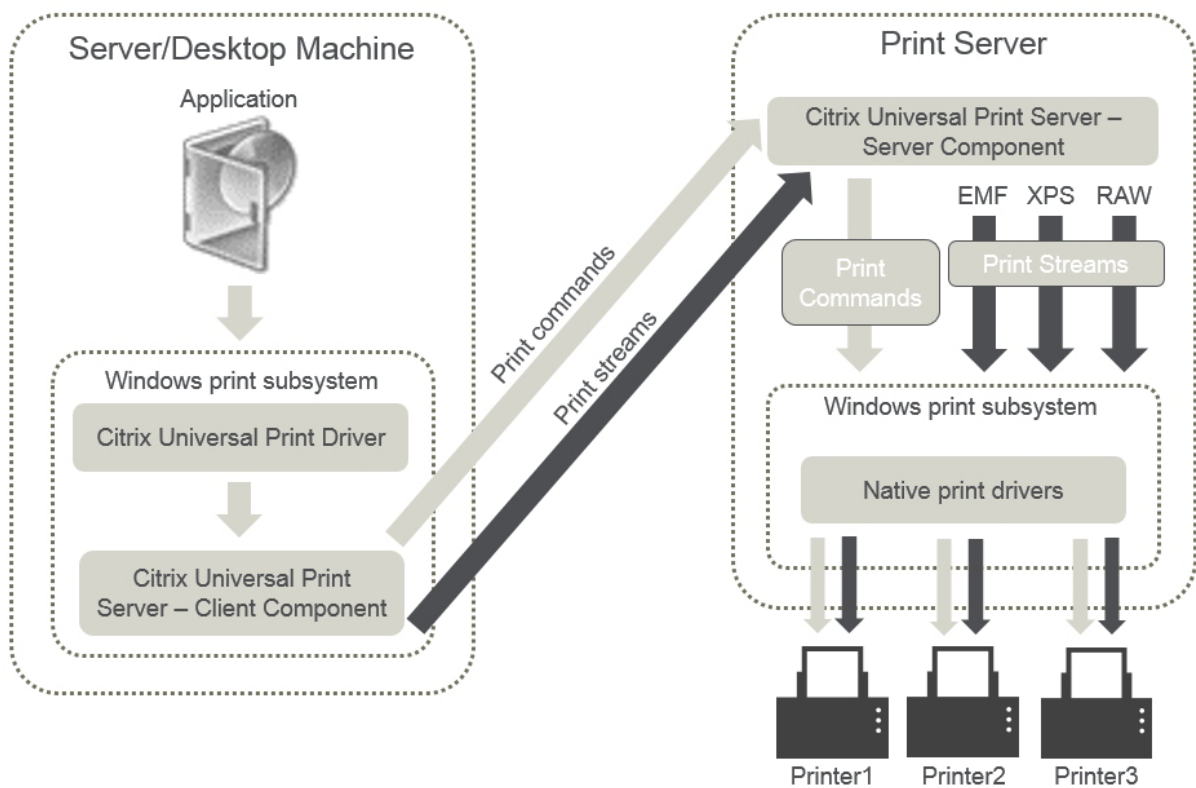 Server/Desktop Machine
Application
Windows print subsystem
Citrix Universal Print Driver
Citrix Universal Print
Server – Client Component
Print commands
Print streams
Print Server
Citrix Universal Print Server –
Server Component
EMF XPS RAW
Print
Commands
Print Streams
Windows print subsystem
Native print drivers
Printer1 Printer2 Printer3